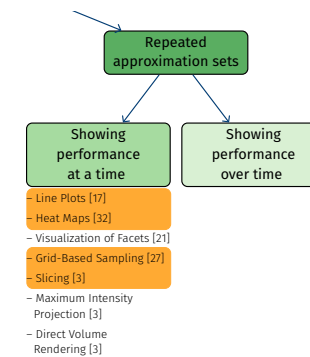 Repeated
approximation sets
Showing
performance
at a time
Showing
performance
over time
– Line Plots [17]
– Heat Maps [32]
– Visualization of Facets [21]
– Grid-Based Sampling [27]
– Slicing [3]
– Maximum Intensity
Projection [3]
– Direct Volume
Rendering [3]